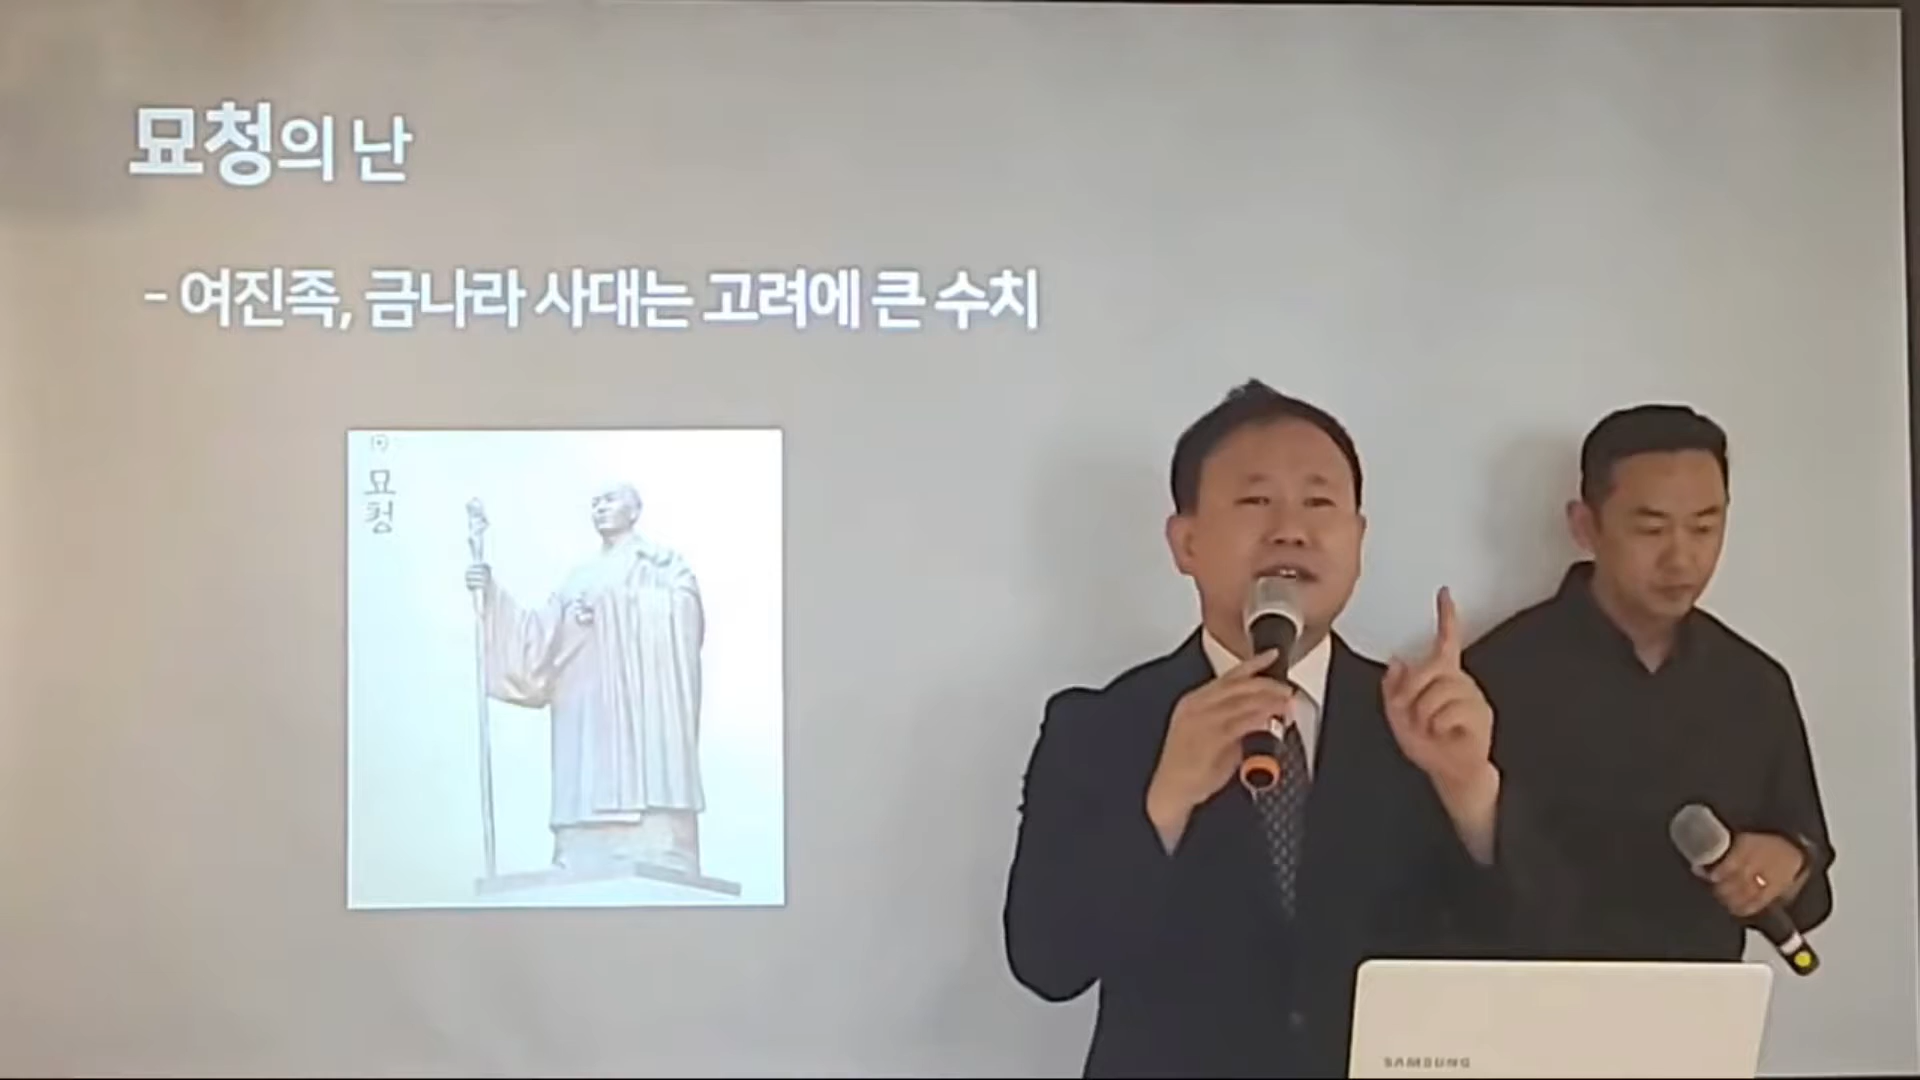 묘청의 난
- 여진족, 금나라 사대는 고려에 큰 수치
묘청
SAMSUNG